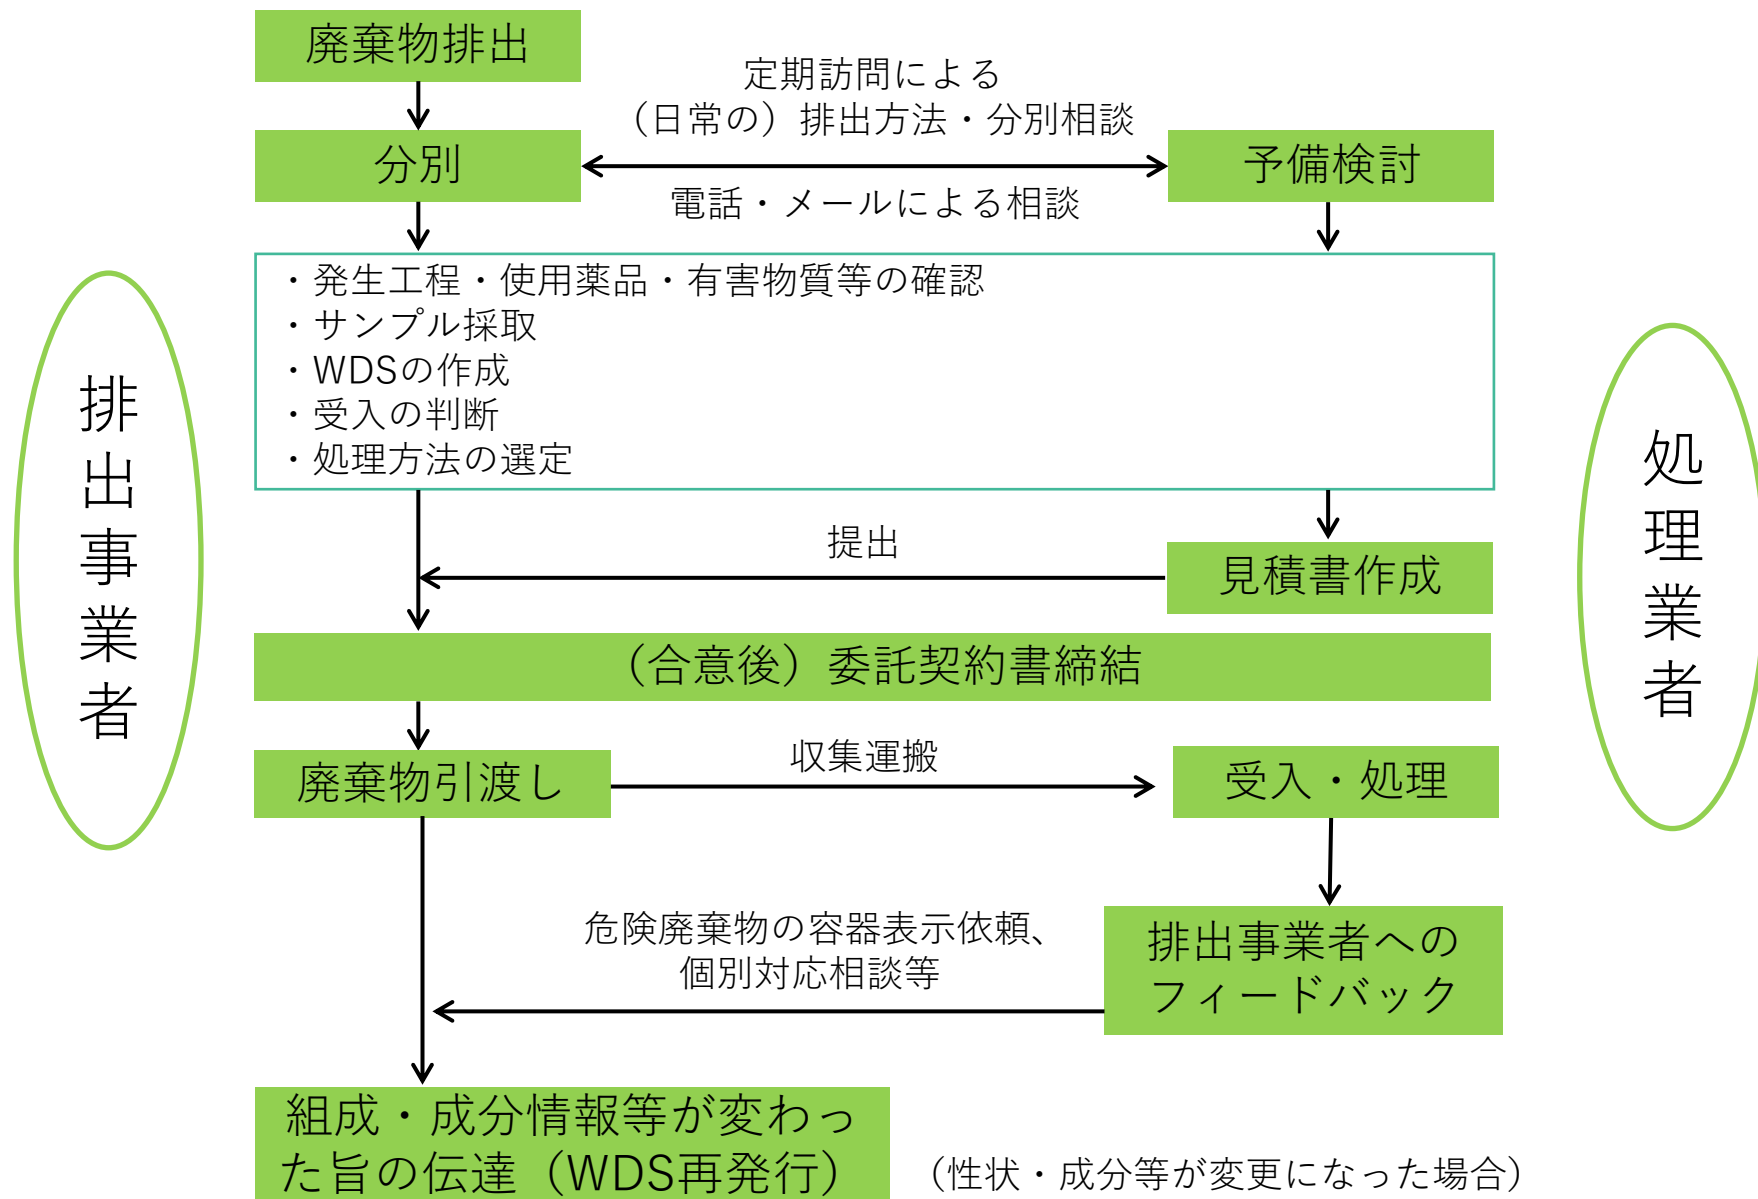 廃棄物排出
定期訪問による
（日常の）排出方法・分別相談
分別
予備検討
電話・メールによる相談
・発生工程・使用薬品・有害物質等の確認
・サンプル採取
・WDSの作成
・受入の判断
・処理方法の選定
排出事業者
処理業者
提出
見積書作成
（合意後）委託契約書締結
廃棄物引渡し
収集運搬
受入・処理
危険廃棄物の容器表示依頼、
個別対応相談等
排出事業者への
フィードバック
組成・成分情報等が変わっ
た旨の伝達（WDS再発行）
（性状・成分等が変更になった場合）